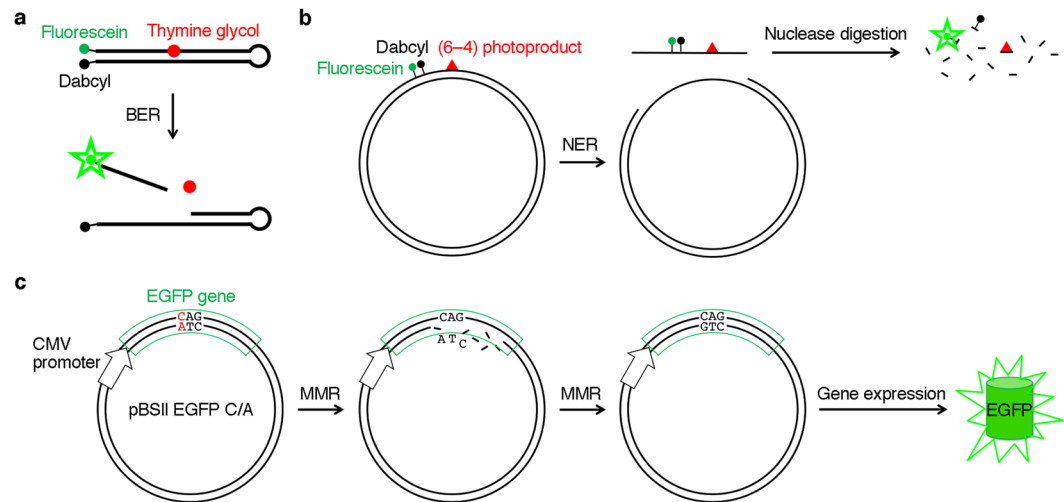 a
Fluorescein
Thymine glycol
Dabcyl
BER
b
Dabcyl (6–4) photoproduct
Fluorescein
NER
Nuclease digestion
c
EGFP gene
CMV
promoter
CAG
ATC
pBSII EGFP C/A
MMR
CAG
ATC
MMR
CAG
GTC
Gene expression
EGFP